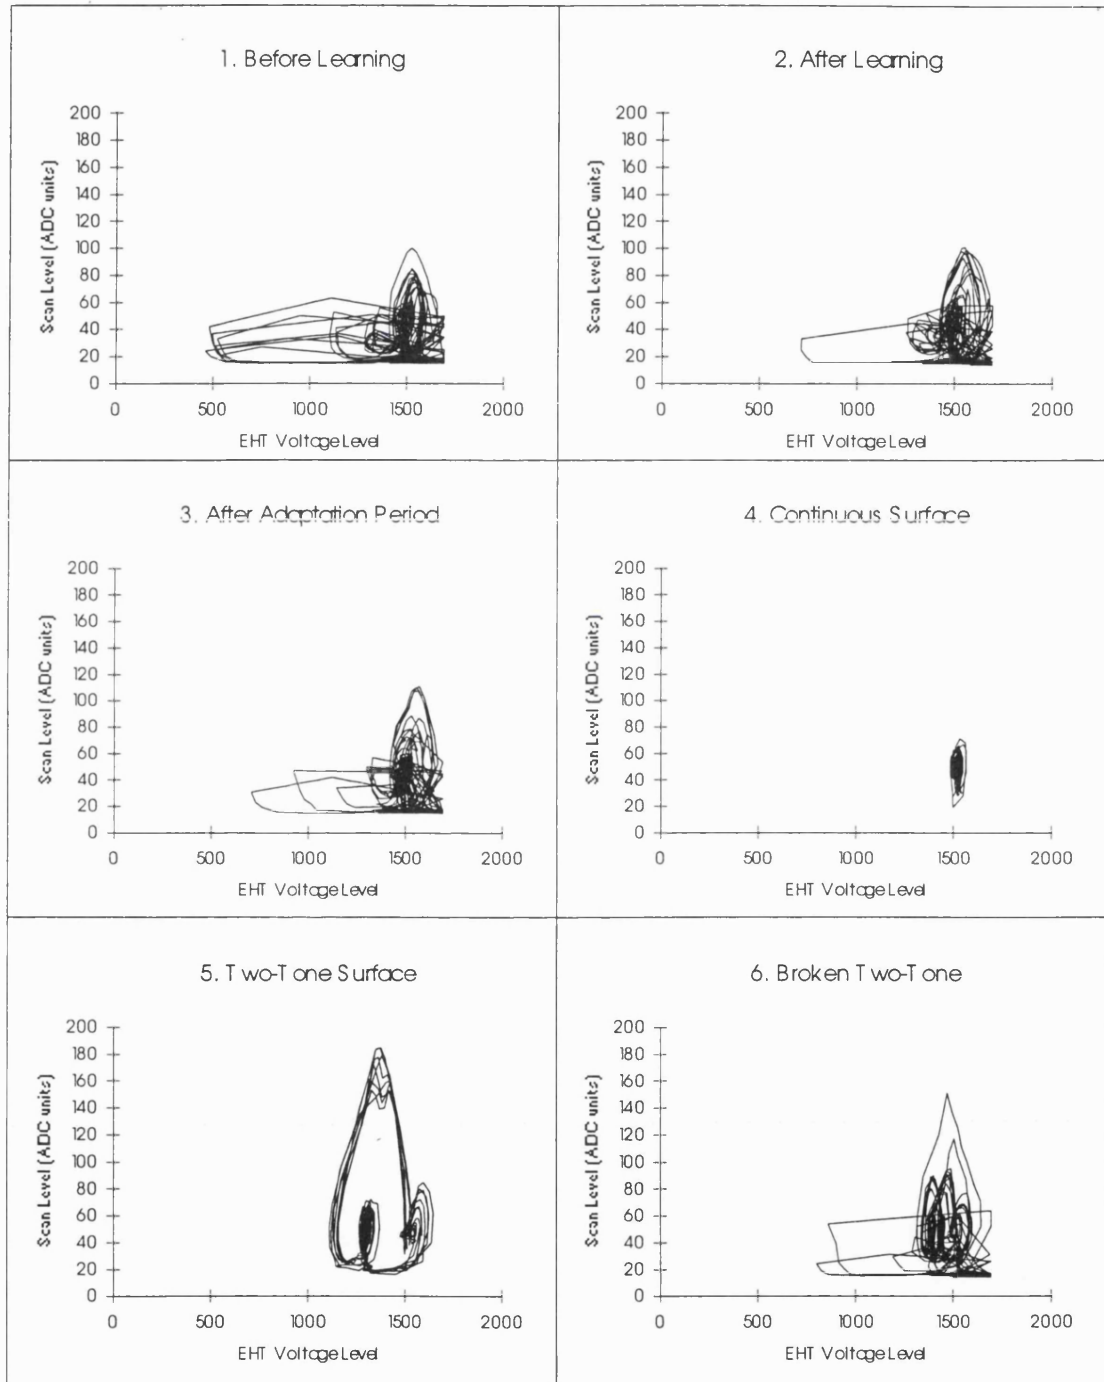 1. Before Learning
Scan Level (ADC units)
200
180
160
140
120
100
80
60
40
20
0
0 500 1000 1500 2000
EHT Voltage Level
2. After Learning
Scan Level (ADC units)
200
180
160
140
120
100
80
60
40
20
0
0 500 1000 1500 2000
EHT Voltage Level
3. After Adaptation Period
Scan Level (ADC units)
200
180
160
140
120
100
80
60
40
20
0
0 500 1000 1500 2000
EHT Voltage Level
4. Continuous Surface
Scan Level (ADC units)
200
180
160
140
120
100
80
60
40
20
0
0 500 1000 1500 2000
EHT Voltage Level
5. Two-Tone Surface
Scan Level (ADC units)
200
180
160
140
120
100
80
60
40
20
0
0 500 1000 1500 2000
EHT Voltage Level
6. Broken Two-Tone
Scan Level (ADC units)
200
180
160
140
120
100
80
60
40
20
0
0 500 1000 1500 2000
EHT Voltage Level